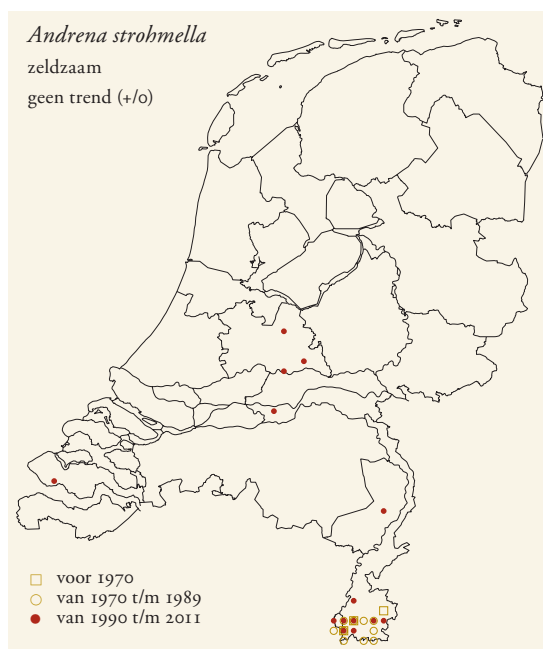 Andrena strohmella
zeldzaam
geen trend (+/0)
voor 1970
van 1970 t/m 1989
van 1990 t/m 2011